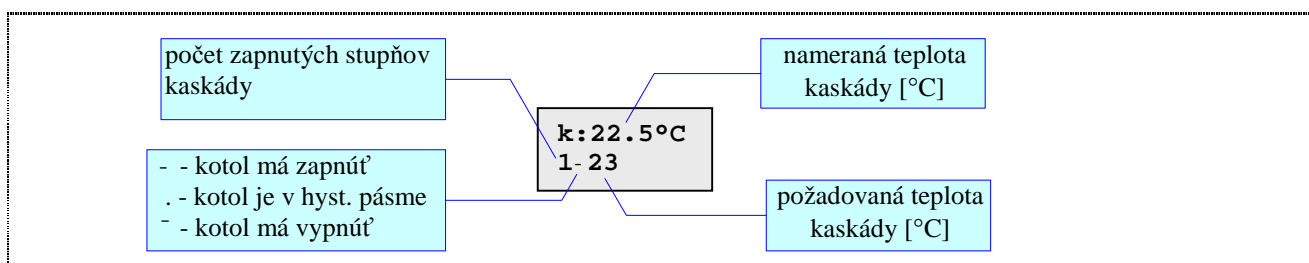 počet zapnutých stupňov
kaskády
nameraná teplota
kaskády [°C]
k:22.5°C
1-23
- - kotol má zapnúť
. - kotol je v hyst. pásme
¯ - kotol má vypnúť
požadovaná teplota
kaskády [°C]